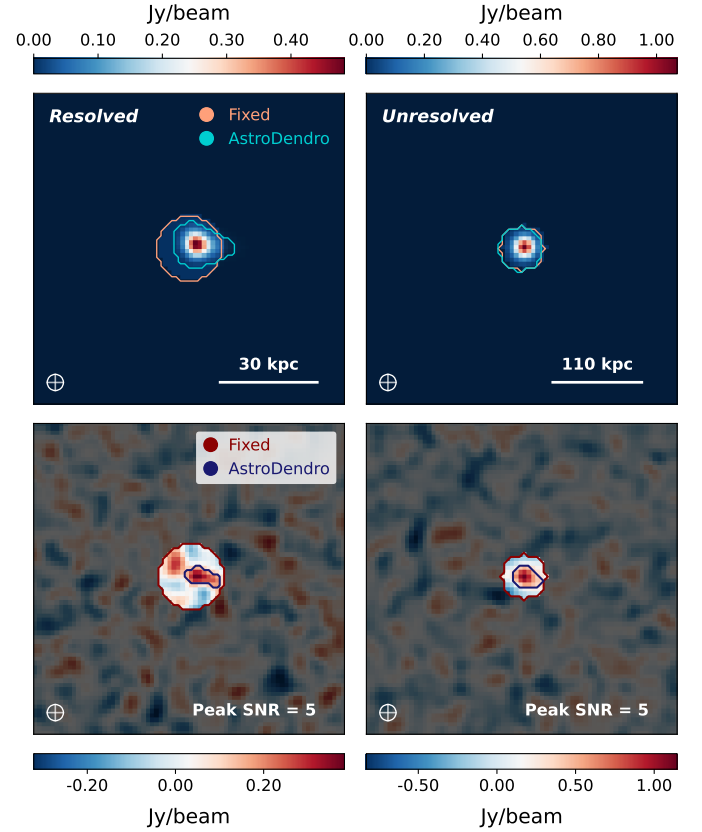 Jy/beam Jy/beam
0.00 0.10 0.20 0.30 0.40 0.00 0.20 0.40 0.60 0.80 1.00
Resolved
Fixed
AstroDendro
30 kpc
Unresolved
110 kpc
Fixed
AstroDendro
Peak SNR = 5
Peak SNR = 5
-0.20 0.00 0.20 -0.50 0.00 0.50 1.00
Jy/beam Jy/beam